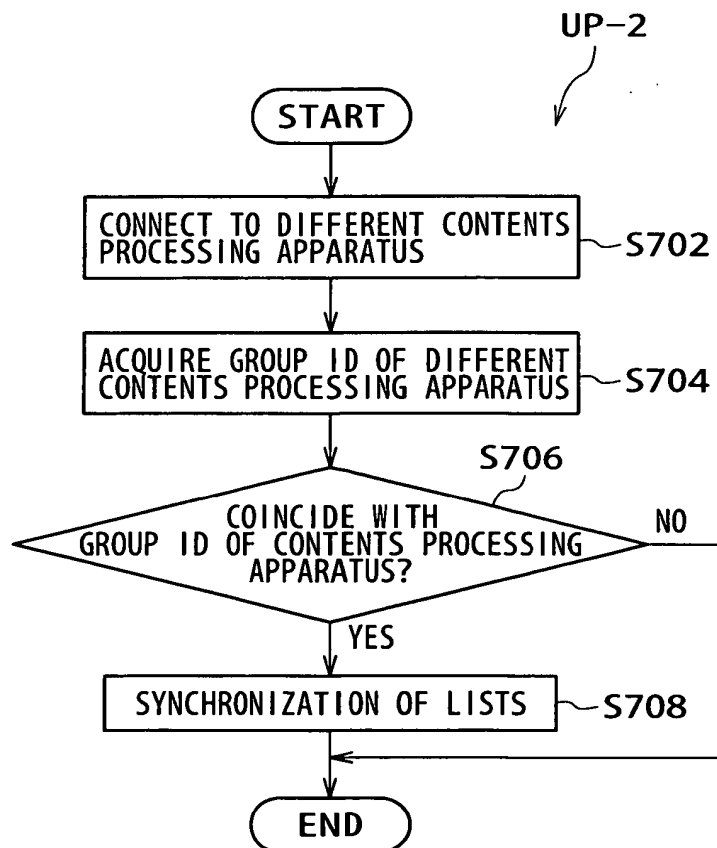 UP-2
START
CONNECT TO DIFFERENT CONTENTS
PROCESSING APPARATUS
S702
ACQUIRE GROUP ID OF DIFFERENT
CONTENTS PROCESSING APPARATUS
S704
S706
COINCIDE WITH
GROUP ID OF CONTENTS PROCESSING
APPARATUS?
NO
YES
SYNCHRONIZATION OF LISTS
S708
END